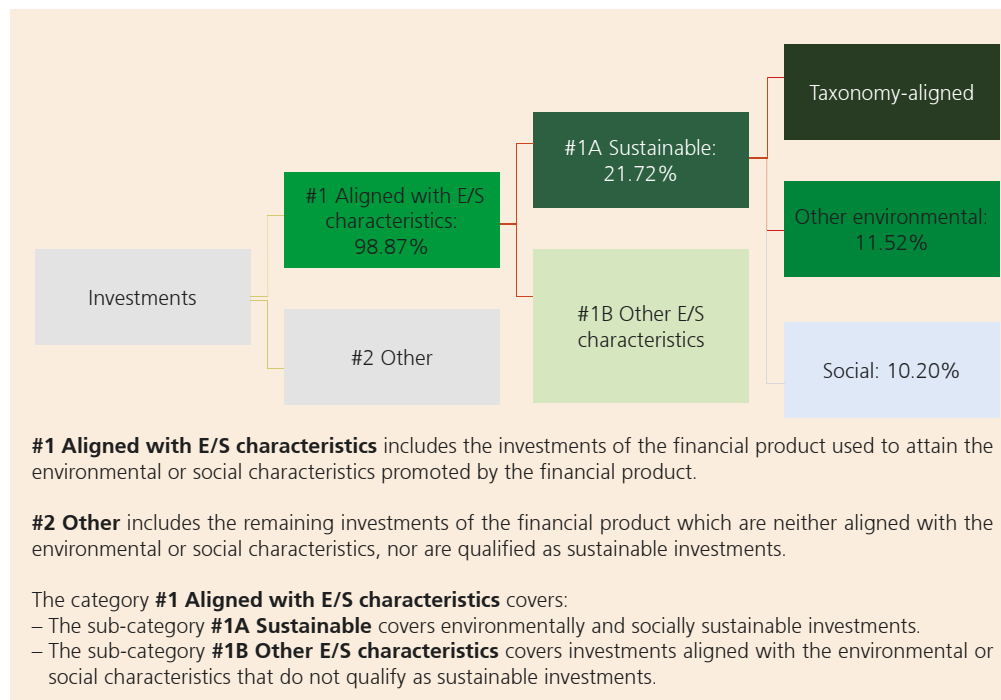 Taxonomy-aligned
#1A Sustainable:
21.72%
#1 Aligned with E/S
characteristics:
98.87%
Other environmental:
11.52%
Investments
#1B Other E/S
characteristics
#2 Other
Social: 10.20%
#1 Aligned with E/S characteristics includes the investments of the financial product used to attain the
environmental or social characteristics promoted by the financial product.
#2 Other includes the remaining investments of the financial product which are neither aligned with the
environmental or social characteristics, nor are qualified as sustainable investments.
The category #1 Aligned with E/S characteristics covers:
– The sub-category #1A Sustainable covers environmentally and socially sustainable investments.
– The sub-category #1B Other E/S characteristics covers investments aligned with the environmental or
social characteristics that do not qualify as sustainable investments.